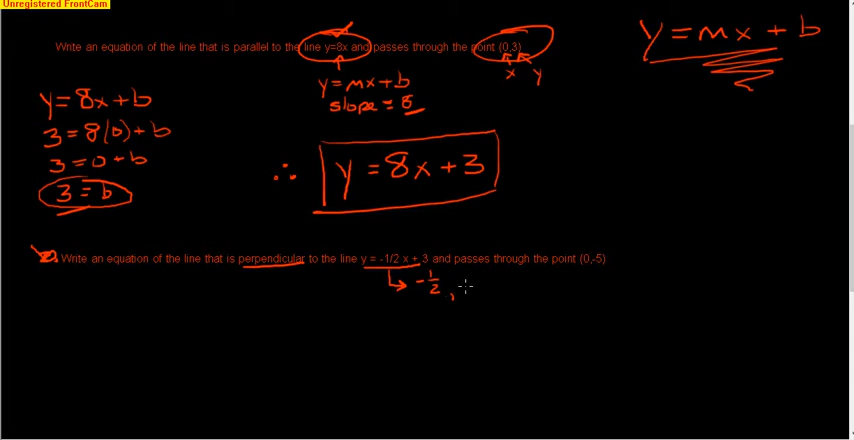 Unregistered FrontCam
y = mx + b
Write an equation of the line that is parallel to the line y=8x and passes through the point (0,3)
x y
y = mx + b
slope = 8
y = 8x + b
3 = 8(0) + b
3 = 0 + b
3 = b
∴ y = 8x + 3
2. Write an equation of the line that is perpendicular to the line y = -1/2 x + 3 and passes through the point (0,-5)
↳ -1/2 ,